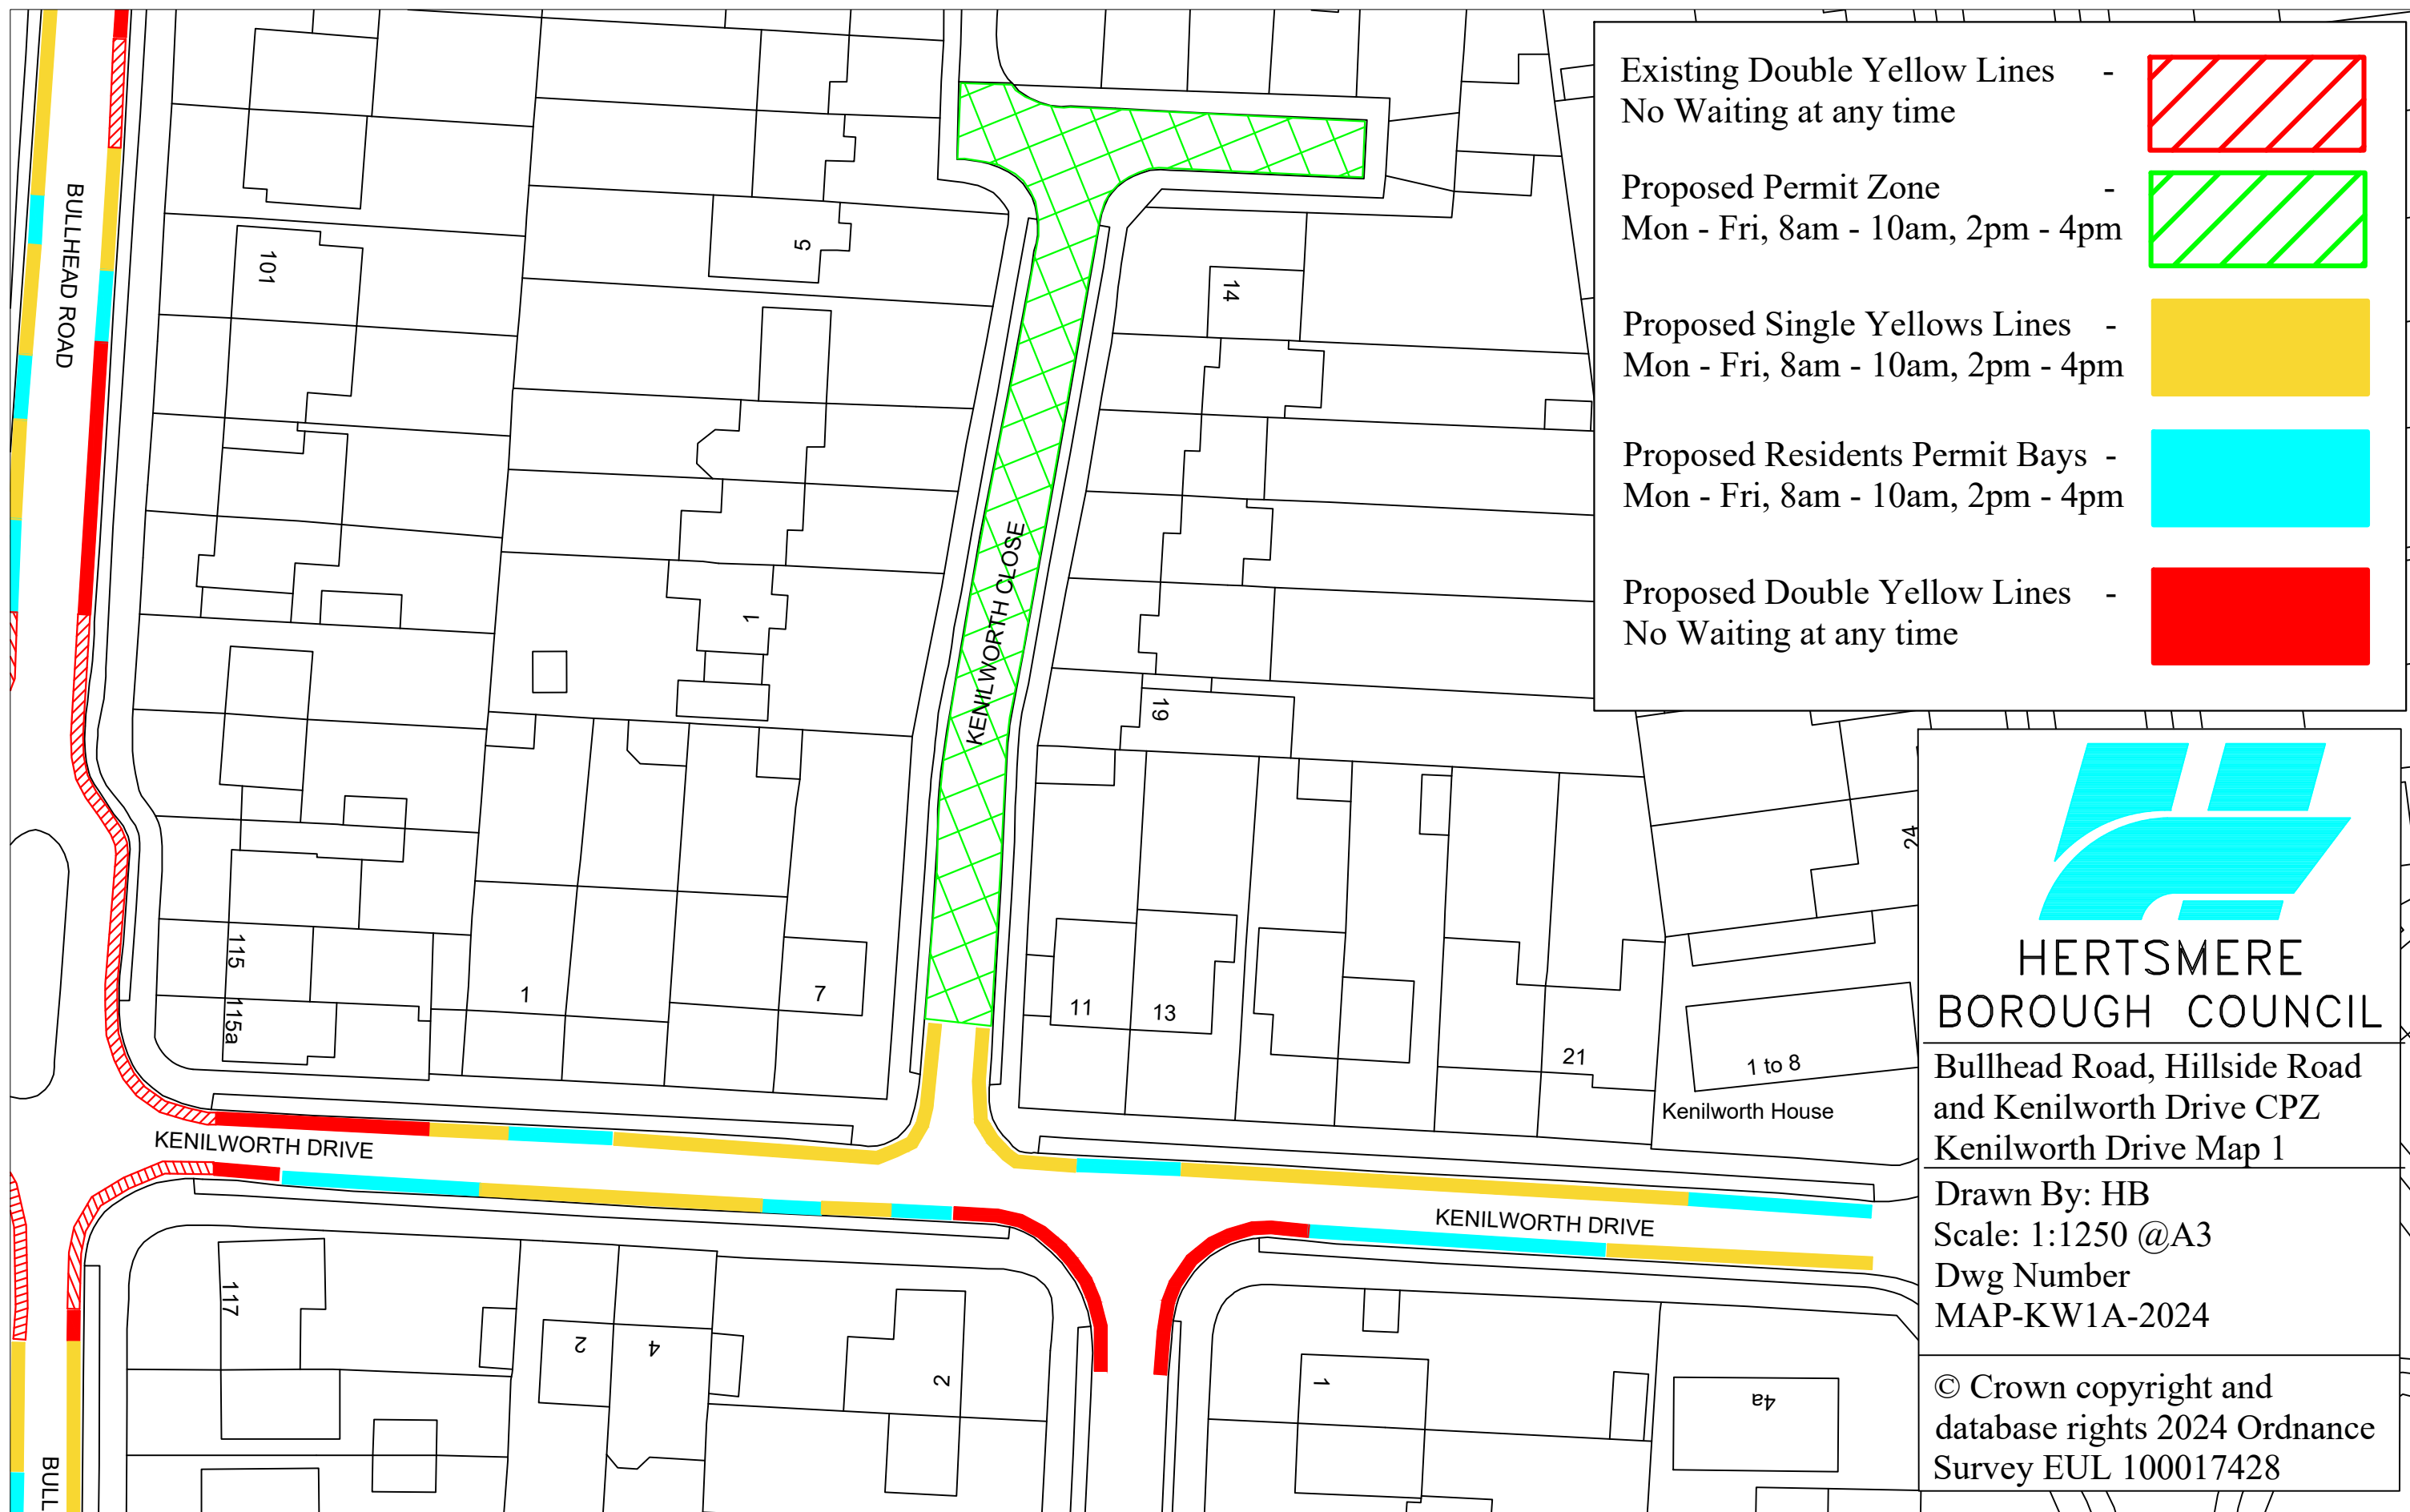 Existing Double Yellow Lines -
No Waiting at any time
Proposed Permit Zone -
Mon - Fri, 8am - 10am, 2pm - 4pm
Proposed Single Yellows Lines -
Mon - Fri, 8am - 10am, 2pm - 4pm
Proposed Residents Permit Bays -
Mon - Fri, 8am - 10am, 2pm - 4pm
Proposed Double Yellow Lines -
No Waiting at any time
HERTSMERE
BOROUGH COUNCIL
Bullhead Road, Hillside Road
and Kenilworth Drive CPZ
Kenilworth Drive Map 1
Drawn By: HB
Scale: 1:1250 @A3
Dwg Number
MAP-KW1A-2024
© Crown copyright and
database rights 2024 Ordnance
Survey EUL 100017428
BULLHEAD ROAD
101
5
14
KENILWORTH CLOSE
1
19
24
115
115a
1
7
11
13
21
1 to 8
Kenilworth House
KENILWORTH DRIVE
KENILWORTH DRIVE
117
2
4
2
1
4a
BULL